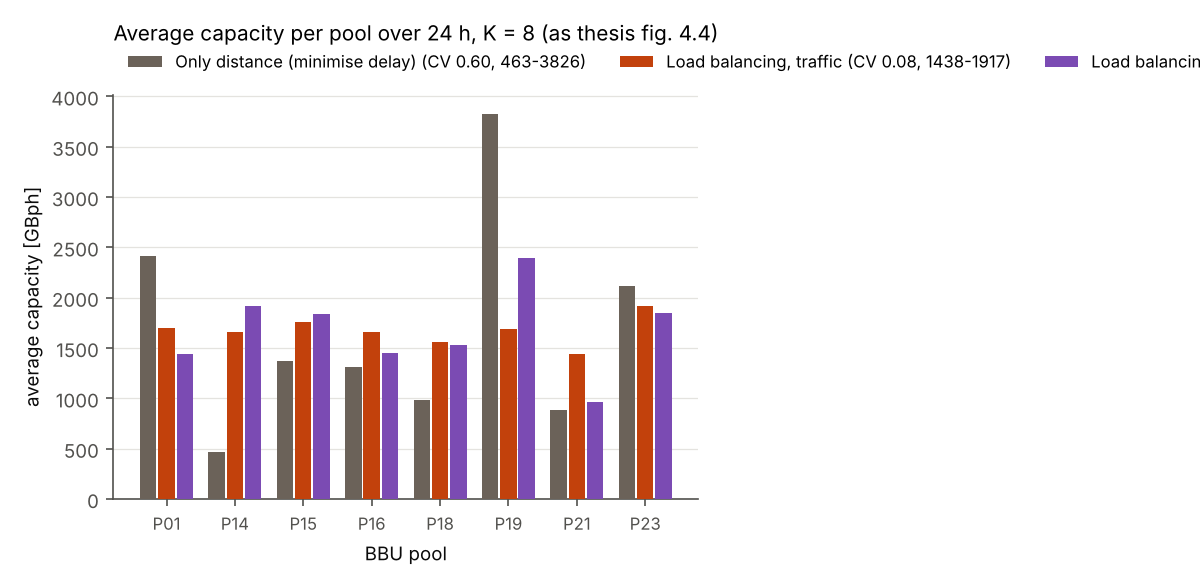 Average capacity per pool over 24 h, K = 8 (as thesis fig. 4.4)
Only distance (minimise delay) (CV 0.60, 463-3826) Load balancing, traffic (CV 0.08, 1438-1917) Load
4000
3500
3000
2500
2000
1500
1000
500
0
average capacity [GBph]
P01 P14 P15 P16 P18 P19 P21 P23
BBU pool